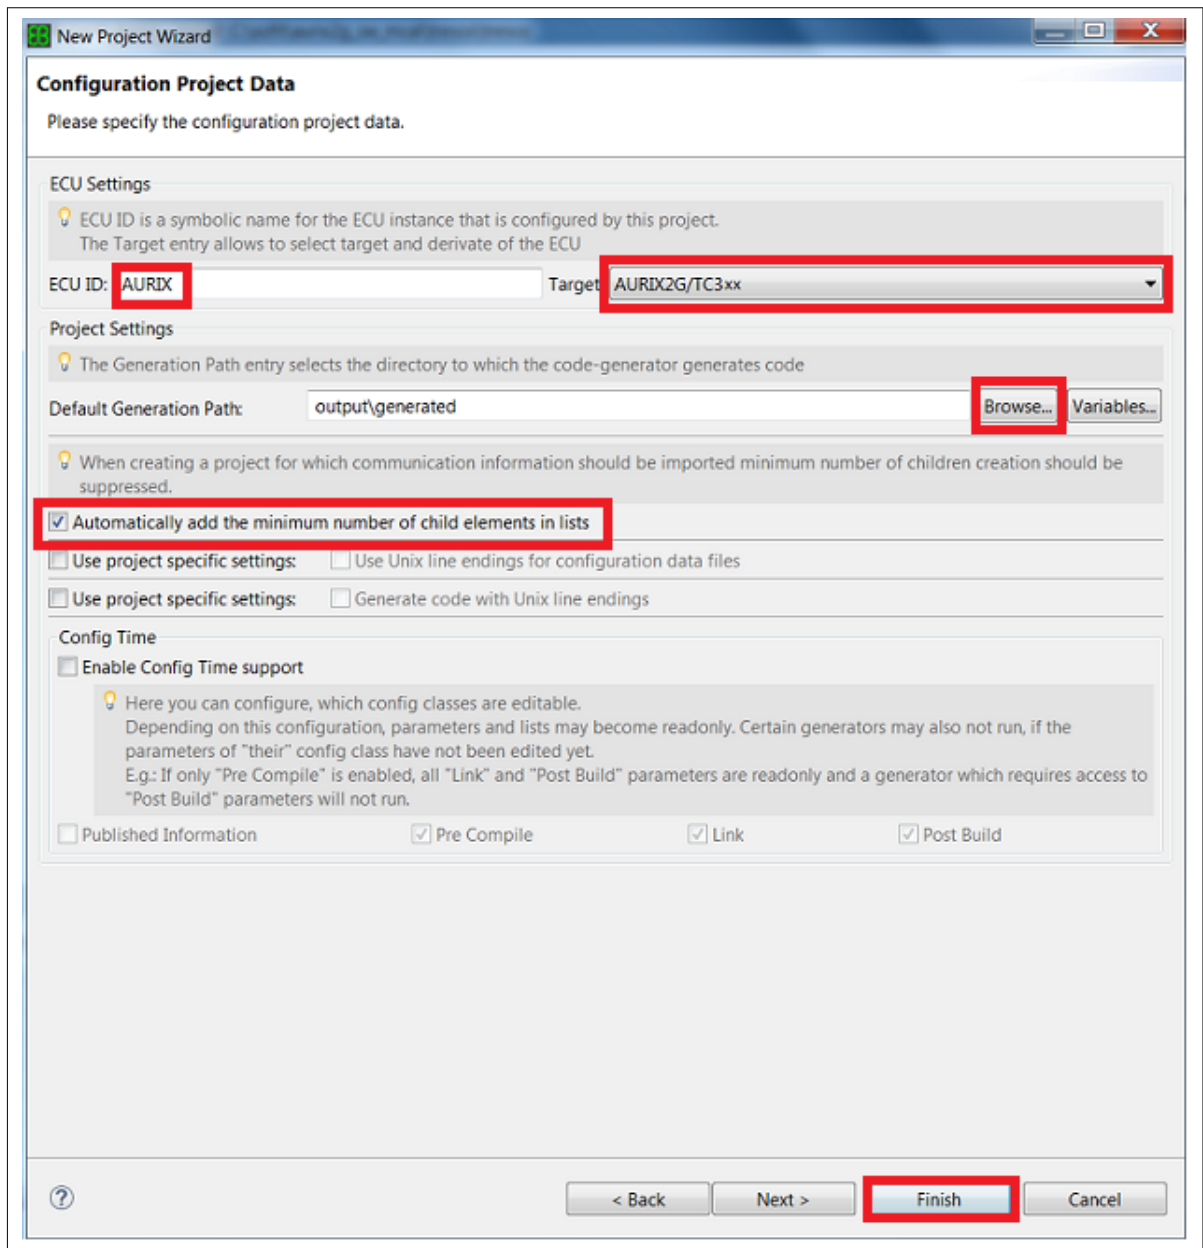 New Project Wizard
Configuration Project Data
Please specify the configuration project data.
ECU Settings
ECU ID is a symbolic name for the ECU instance that is configured by this project.
The Target entry allows to select target and derivate of the ECU
ECU ID: AURIX Target AURIX2G/TC3xx
Project Settings
The Generation Path entry selects the directory to which the code-generator generates code
Default Generation Path: output\generated Browse... Variables...
When creating a project for which communication information should be imported minimum number of children creation should be
suppressed.
Automatically add the minimum number of child elements in lists
Use project specific settings: Use Unix line endings for configuration data files
Use project specific settings: Generate code with Unix line endings
Config Time
Enable Config Time support
Here you can configure, which config classes are editable.
Depending on this configuration, parameters and lists may become readonly. Certain generators may also not run, if the
parameters of "their" config class have not been edited yet.
E.g.: If only "Pre Compile" is enabled, all "Link" and "Post Build" parameters are readonly and a generator which requires access to
"Post Build" parameters will not run.
Published Information Pre Compile Link Post Build
? < Back Next > Finish Cancel